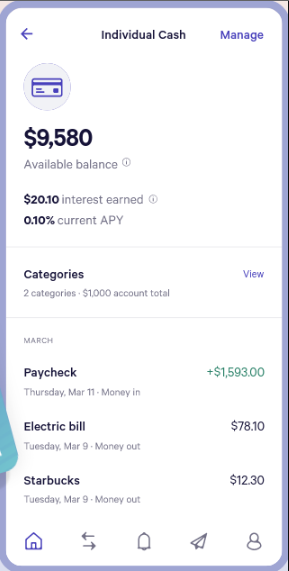 Individual Cash
Manage
$9,580
Available balance
$20.10 interest earned
0.10% current APY
Categories
View
2 categories · $1,000 account total
MARCH
Paycheck
+$1,593.00
Thursday, Mar 11 · Money in
Electric bill
$78.10
Tuesday, Mar 9 · Money out
Starbucks
$12.30
Tuesday, Mar 9 · Money out